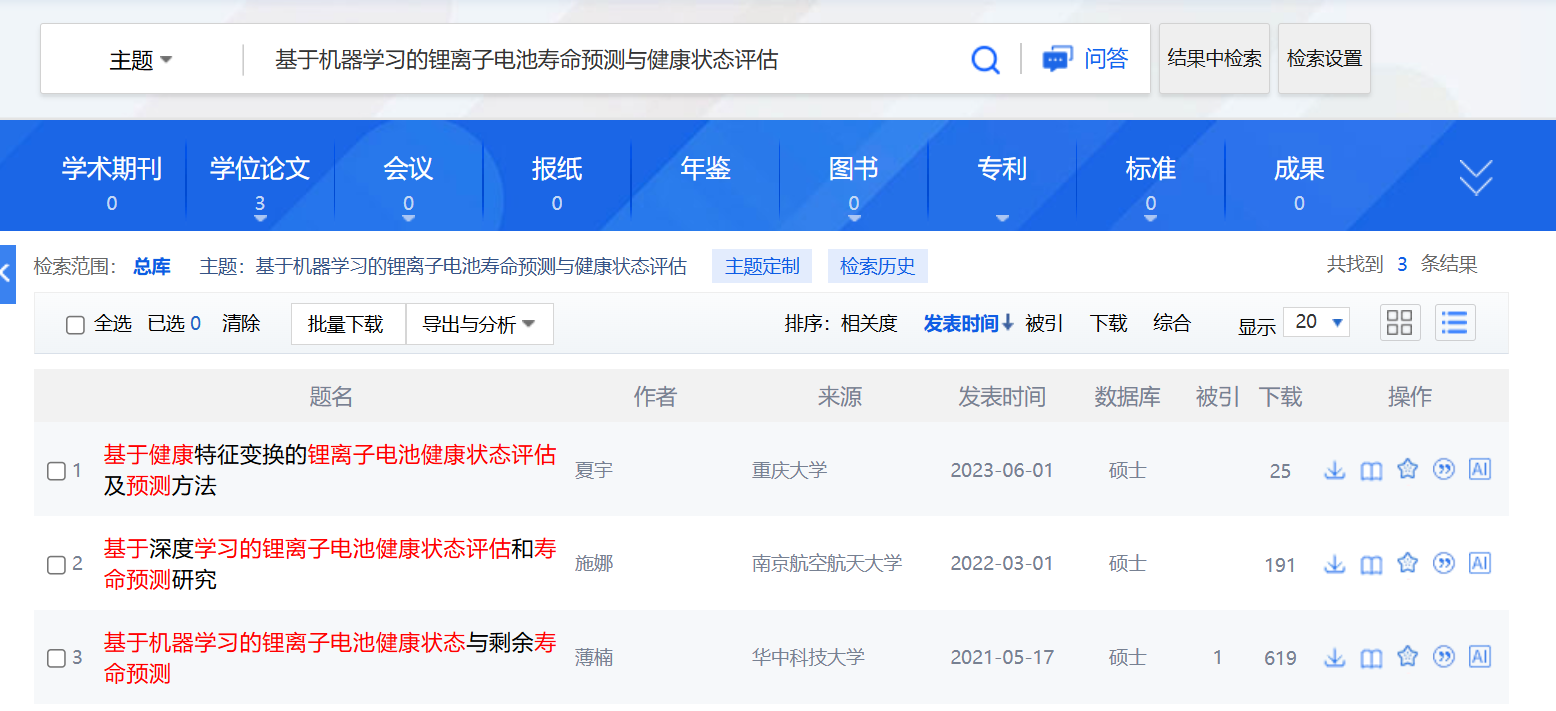 主题 基于机器学习的锂离子电池寿命预测与健康状态评估 问答 结果中检索 检索设置
学术期刊 学位论文 会议 报纸 年鉴 图书 专利 标准 成果
0 3 0 0 0 0 0
检索范围: 总库 主题: 基于机器学习的锂离子电池寿命预测与健康状态评估 主题定制 检索历史 共找到 3 条结果
全选 已选 0 清除 批量下载 导出与分析 排序: 相关度 发表时间↓ 被引 下载 综合 显示 20
题名 作者 来源 发表时间 数据库 被引 下载 操作
1 基于健康特征变换的锂离子电池健康状态评估
及预测方法 夏宇 重庆大学 2023-06-01 硕士 25 AI
2 基于深度学习的锂离子电池健康状态评估和寿
命预测研究 施娜 南京航空航天大学 2022-03-01 硕士 191 AI
3 基于机器学习的锂离子电池健康状态与剩余寿
命预测 薄楠 华中科技大学 2021-05-17 硕士 1 619 AI